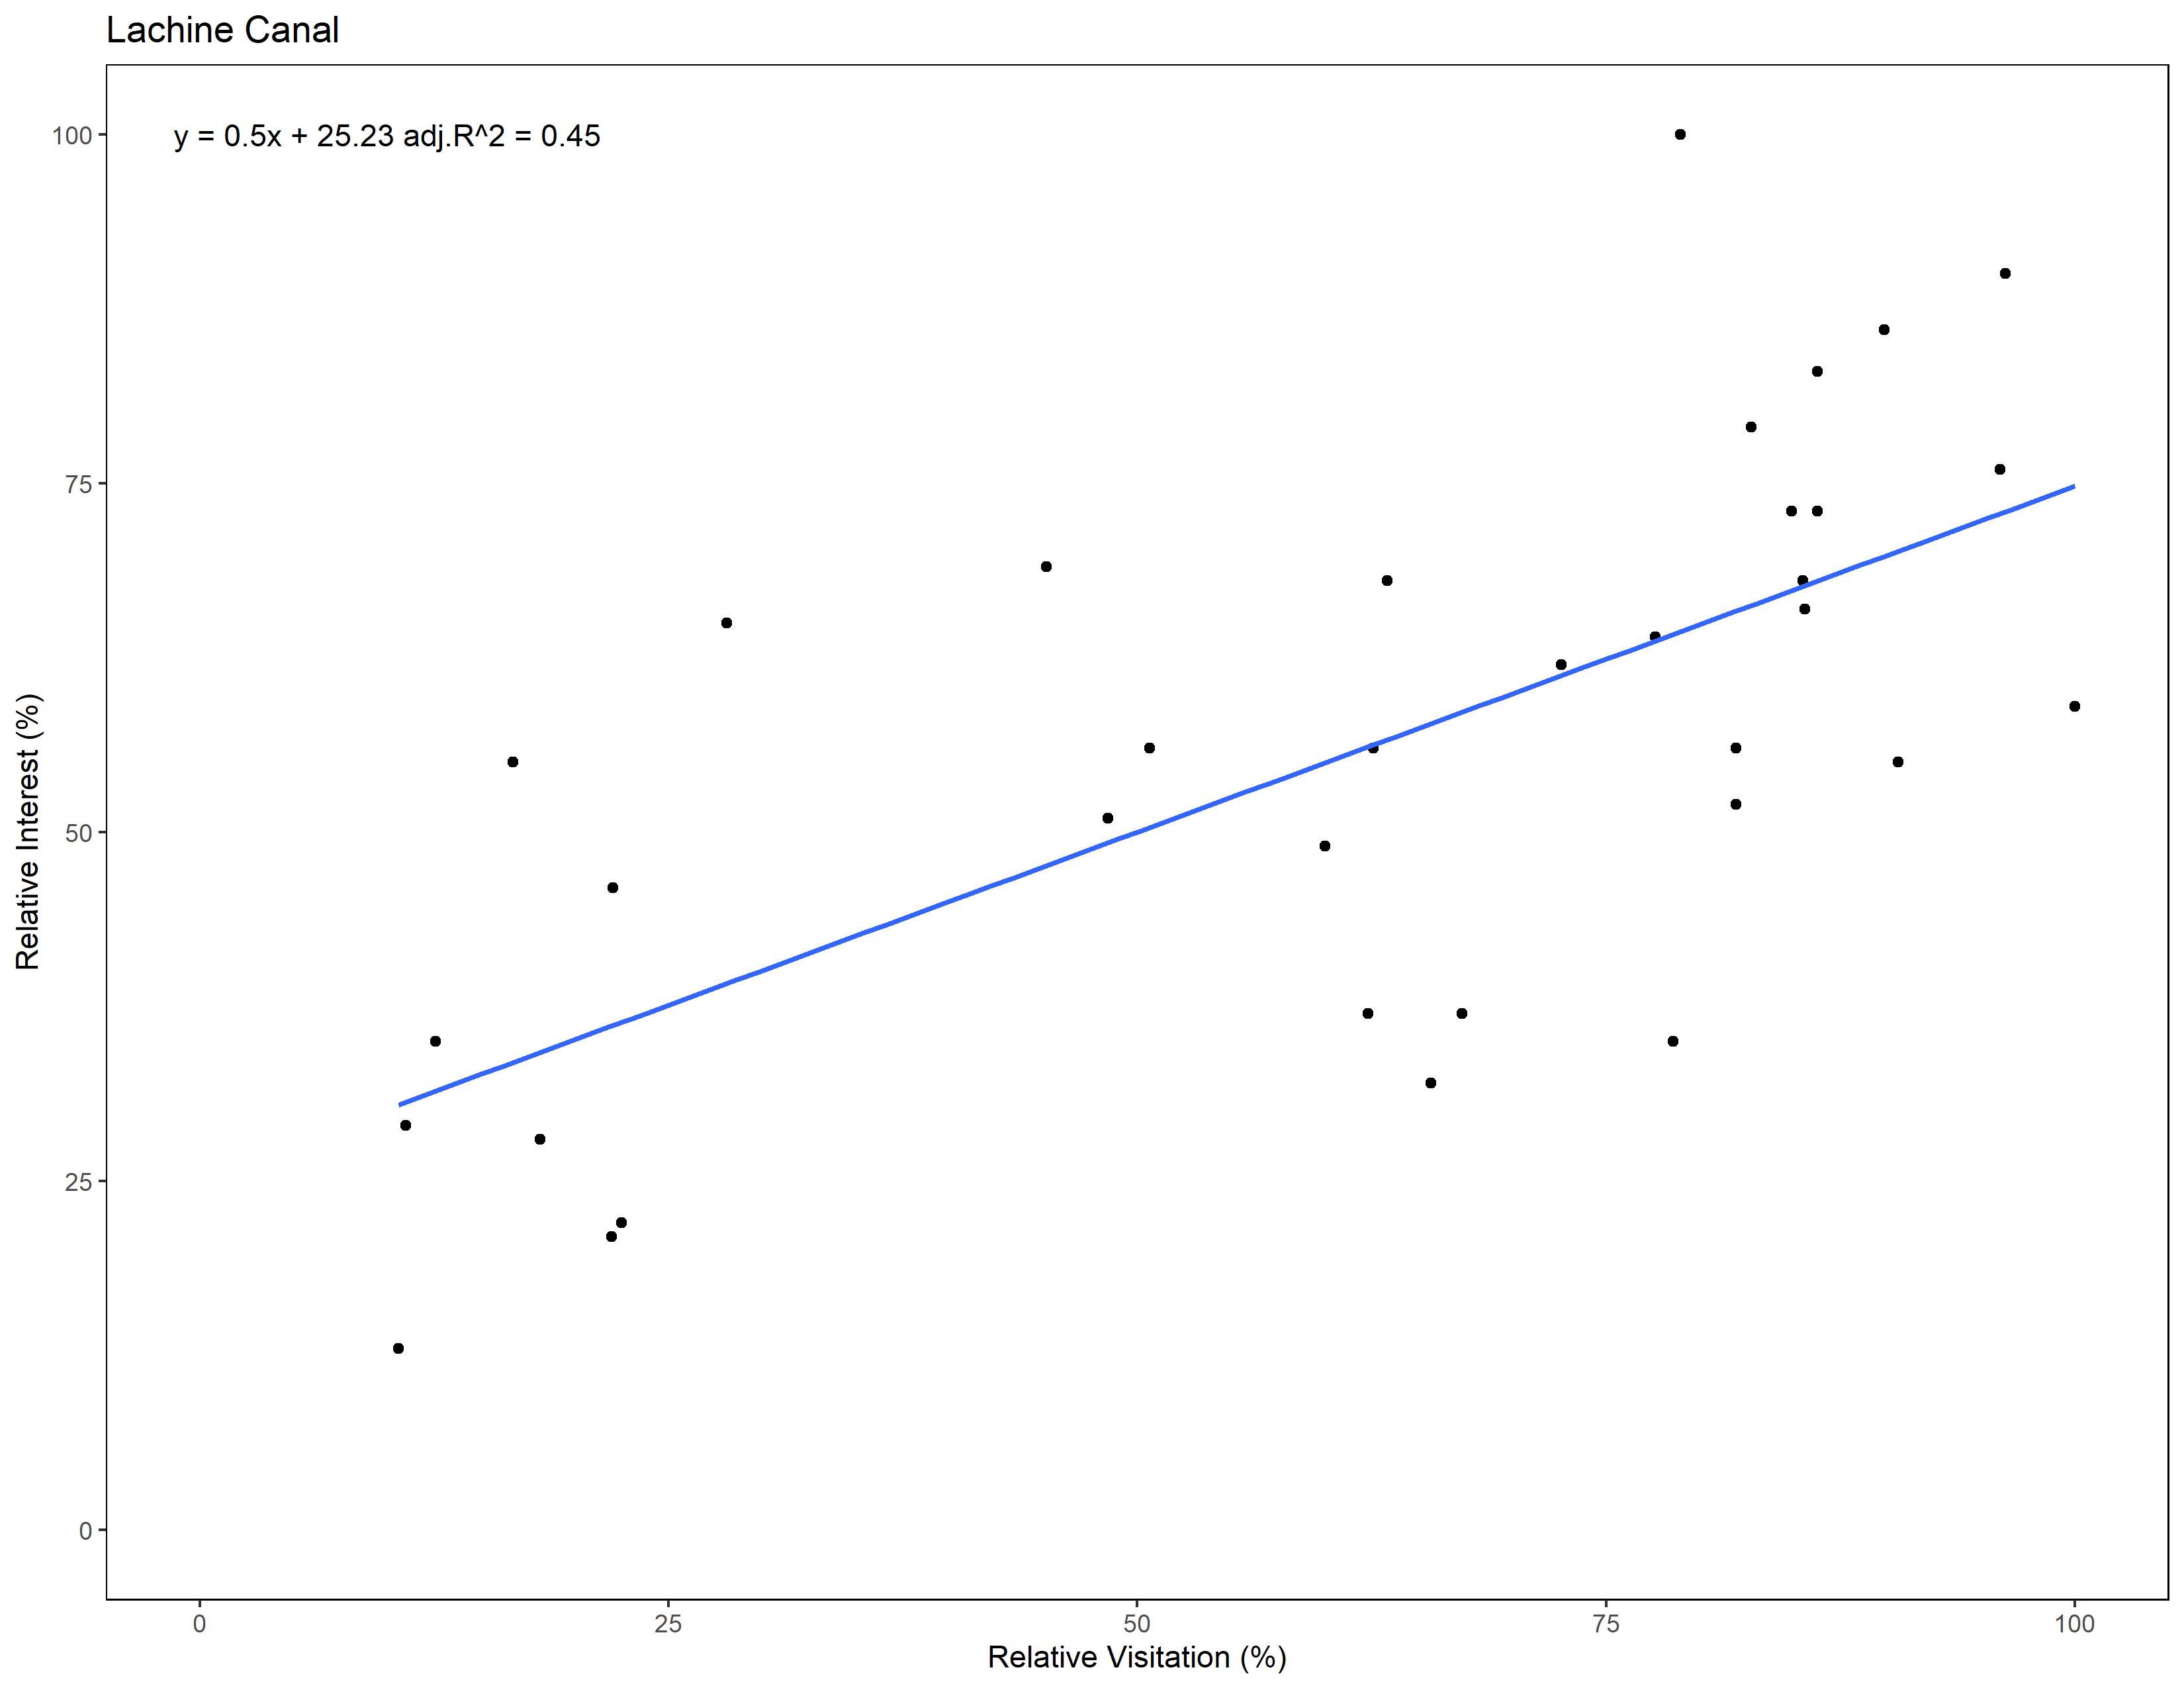 Lachine Canal
y = 0.5x + 25.23 adj.R^2 = 0.45
100
75
50
25
0
Relative Interest (%)
0 25 50 75 100
Relative Visitation (%)